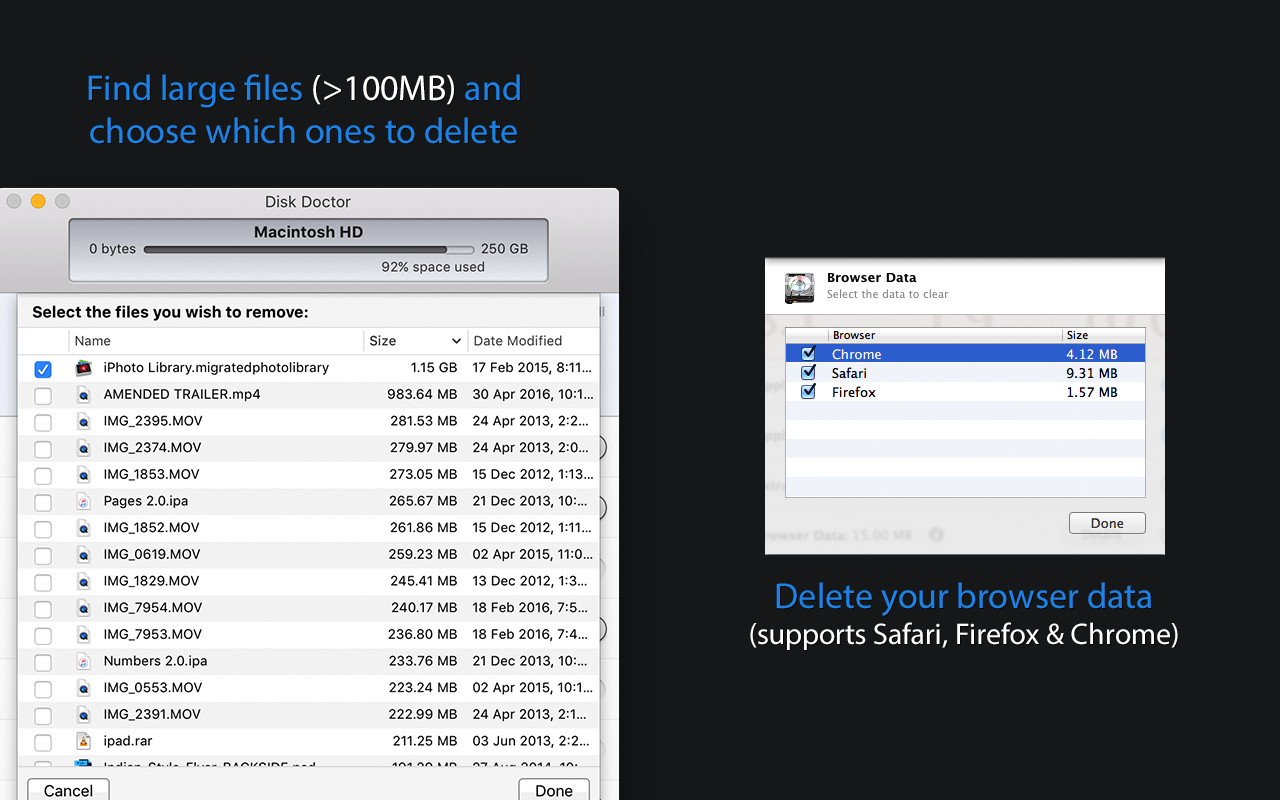 Find large files (>100MB) and
choose which ones to delete
Disk Doctor
Macintosh HD
0 bytes 250 GB
92% space used
Select the files you wish to remove:
Name Size Date Modified
iPhoto Library.migratedphotolibrary 1.15 GB 17 Feb 2015, 8:11...
AMENDED TRAILER.mp4 983.64 MB 30 Apr 2016, 10:1...
IMG_2395.MOV 281.53 MB 24 Apr 2013, 2:2...
IMG_2374.MOV 279.97 MB 24 Apr 2013, 2:0...
IMG_1853.MOV 273.05 MB 15 Dec 2012, 1:13...
Pages 2.0.ipa 265.67 MB 21 Dec 2013, 10:...
IMG_1852.MOV 261.86 MB 15 Dec 2012, 1:11...
IMG_0619.MOV 259.23 MB 02 Apr 2015, 11:0...
IMG_1829.MOV 245.41 MB 13 Dec 2012, 1:3...
IMG_7954.MOV 240.17 MB 18 Feb 2016, 7:5...
IMG_7953.MOV 236.80 MB 18 Feb 2016, 7:4...
Numbers 2.0.ipa 233.76 MB 21 Dec 2013, 10:...
IMG_0553.MOV 223.24 MB 02 Apr 2015, 10:1...
IMG_2391.MOV 222.99 MB 24 Apr 2013, 2:1...
ipad.rar 211.25 MB 03 Jun 2013, 2:2...
Cancel Done
Browser Data
Select the data to clear
Browser Size
Chrome 4.12 MB
Safari 9.31 MB
Firefox 1.57 MB
Done
rowser Data: 15.00 MB Details
Delete your browser data
(supports Safari, Firefox & Chrome)